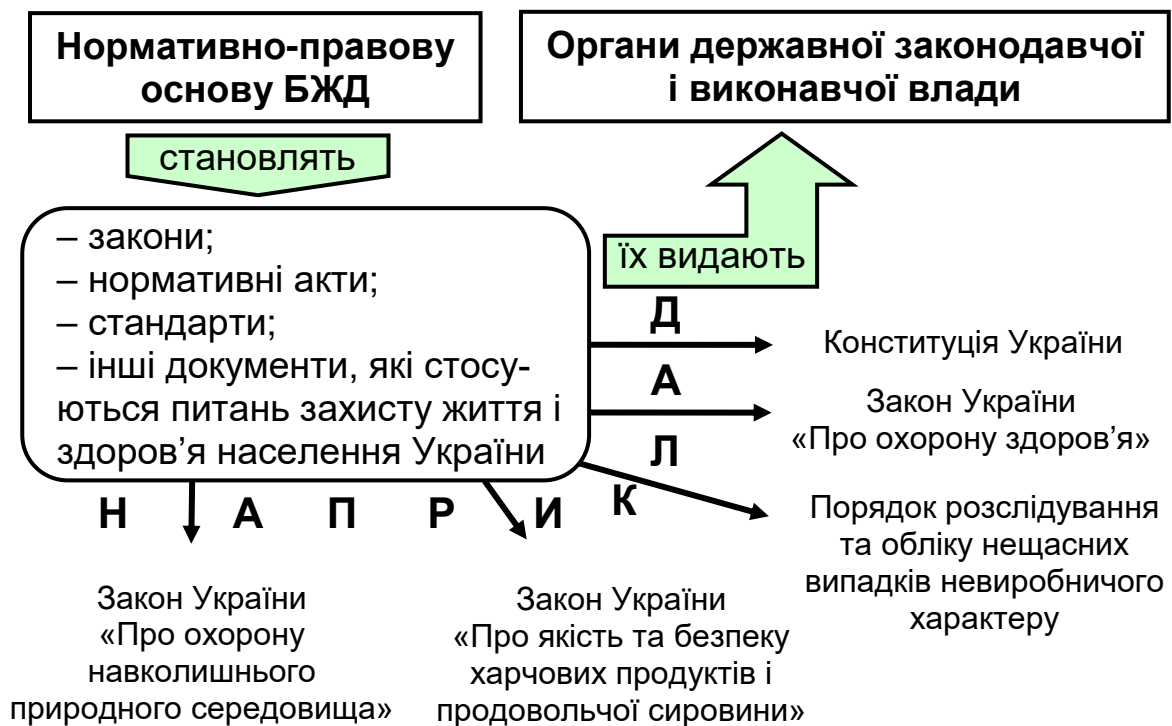 Нормативно-правову
основу БЖД
Органи державної законодавчої
і виконавчої влади
становлять
їх видають
– закони;
– нормативні акти;
– стандарти;
– інші документи, які стосу-
ються питань захисту життя і
здоров’я населення України
Н А П Р И К Л А Д
Конституція України
Закон України
«Про охорону здоров’я»
Порядок розслідування
та обліку нещасних
випадків невиробничого
характеру
Закон України
«Про охорону
навколишнього
природного середовища»
Закон України
«Про якість та безпеку
харчових продуктів і
продовольчої сировини»